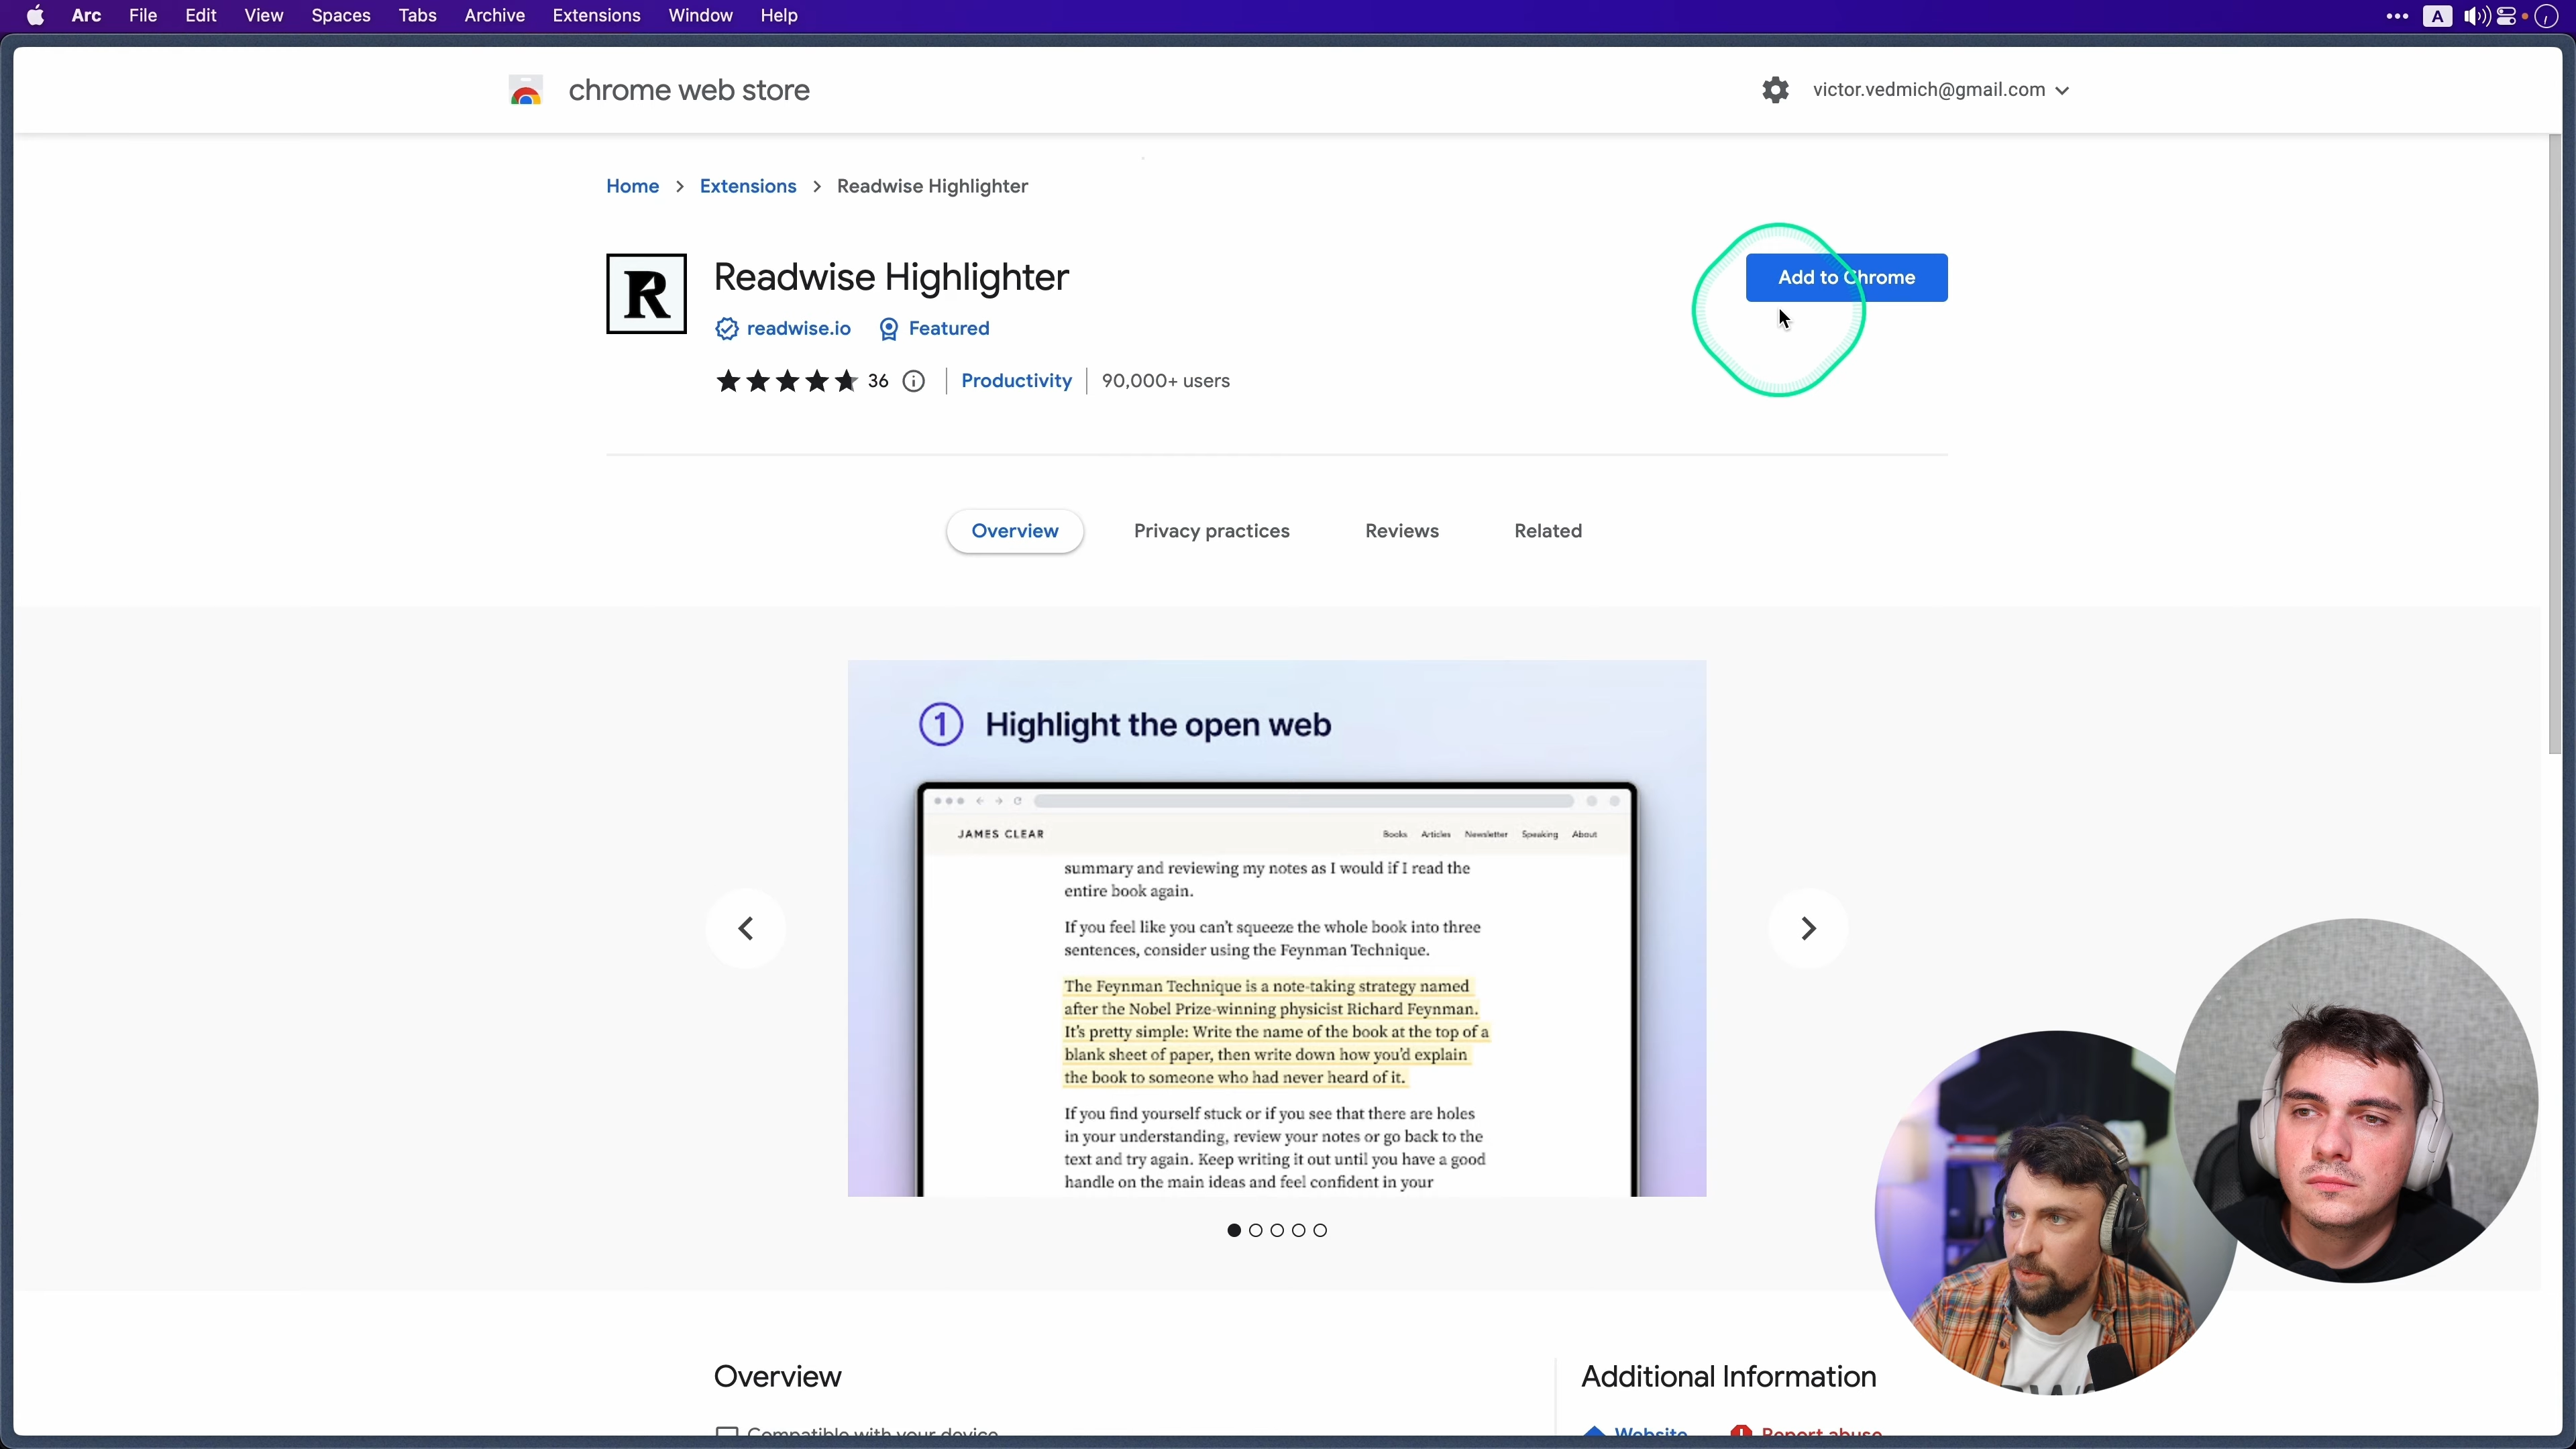 Arc File Edit View Spaces Tabs Archive Extensions Window Help
A
chrome web store
victor.vedmich@gmail.com
Home > Extensions > Readwise Highlighter
R
Readwise Highlighter
Add to Chrome
readwise.io Featured
36 Productivity 90,000+ users
Overview Privacy practices Reviews Related
1 Highlight the open web
JAMES CLEAR Books Articles Newsletter Speaking About
summary and reviewing my notes as I would if I read the
entire book again.
If you feel like you can't squeeze the whole book into three
sentences, consider using the Feynman Technique.
The Feynman Technique is a note-taking strategy named
after the Nobel Prize-winning physicist Richard Feynman.
It's pretty simple: Write the name of the book at the top of a
blank sheet of paper, then write down how you'd explain
the book to someone who had never heard of it.
If you find yourself stuck or if you see that there are holes
in your understanding, review your notes or go back to the
text and try again. Keep writing it out until you have a good
handle on the main ideas and feel confident in your
Overview
Additional Information
Compatible with your device
Website Report abuse